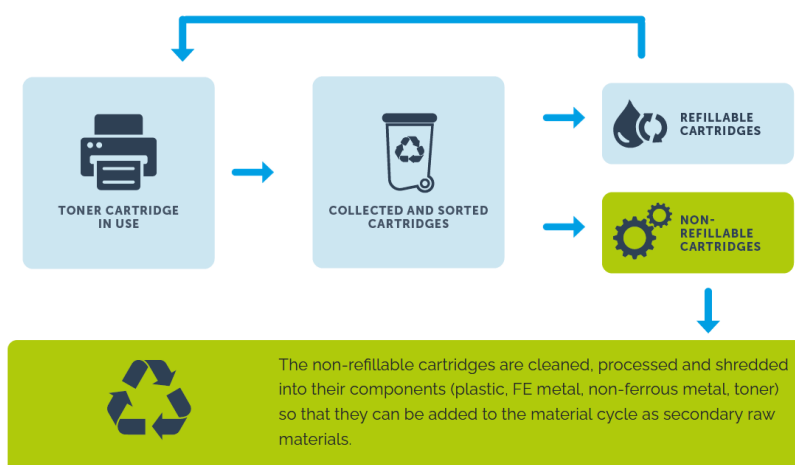 TONER CARTRIDGE
IN USE
COLLECTED AND SORTED
CARTRIDGES
REFILLABLE
CARTRIDGES
NON-
REFILLABLE
CARTRIDGES
The non-refillable cartridges are cleaned, processed and shredded
into their components (plastic, FE metal, non-ferrous metal, toner)
so that they can be added to the material cycle as secondary raw
materials.